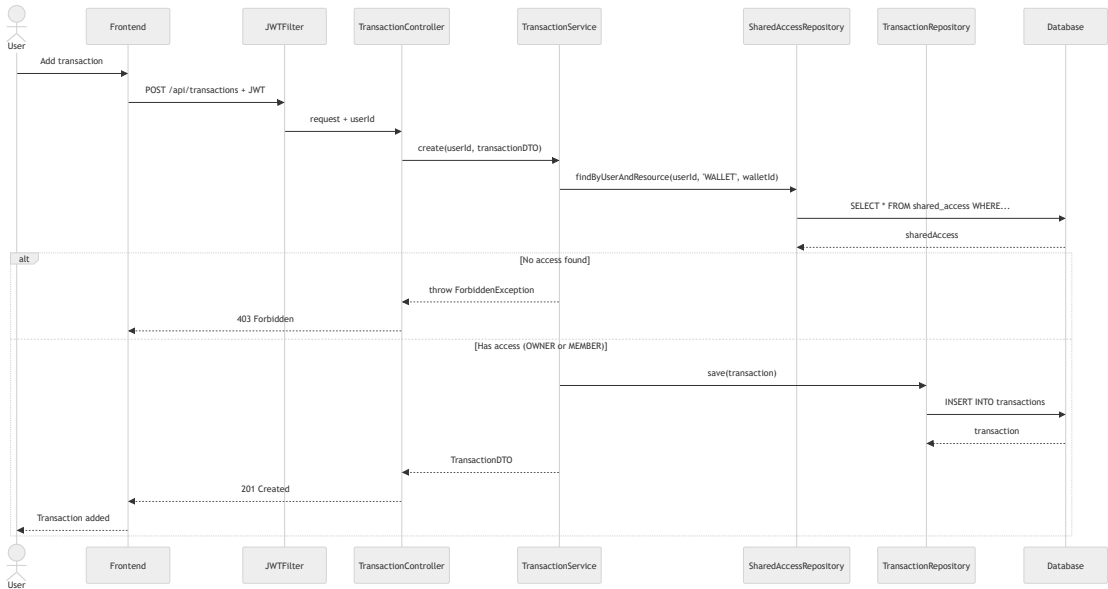 User
Frontend
JWTFilter
TransactionController
TransactionService
SharedAccessRepository
TransactionRepository
Database
Add transaction
POST /api/transactions + JWT
request + userId
create(userId, transactionDTO)
findByUserAndResource(userId, 'WALLET', walletId)
SELECT * FROM shared_access WHERE...
sharedAccess
alt
[No access found]
throw ForbiddenException
403 Forbidden
[Has access (OWNER or MEMBER)]
save(transaction)
INSERT INTO transactions
transaction
TransactionDTO
201 Created
Transaction added
User
Frontend
JWTFilter
TransactionController
TransactionService
SharedAccessRepository
TransactionRepository
Database